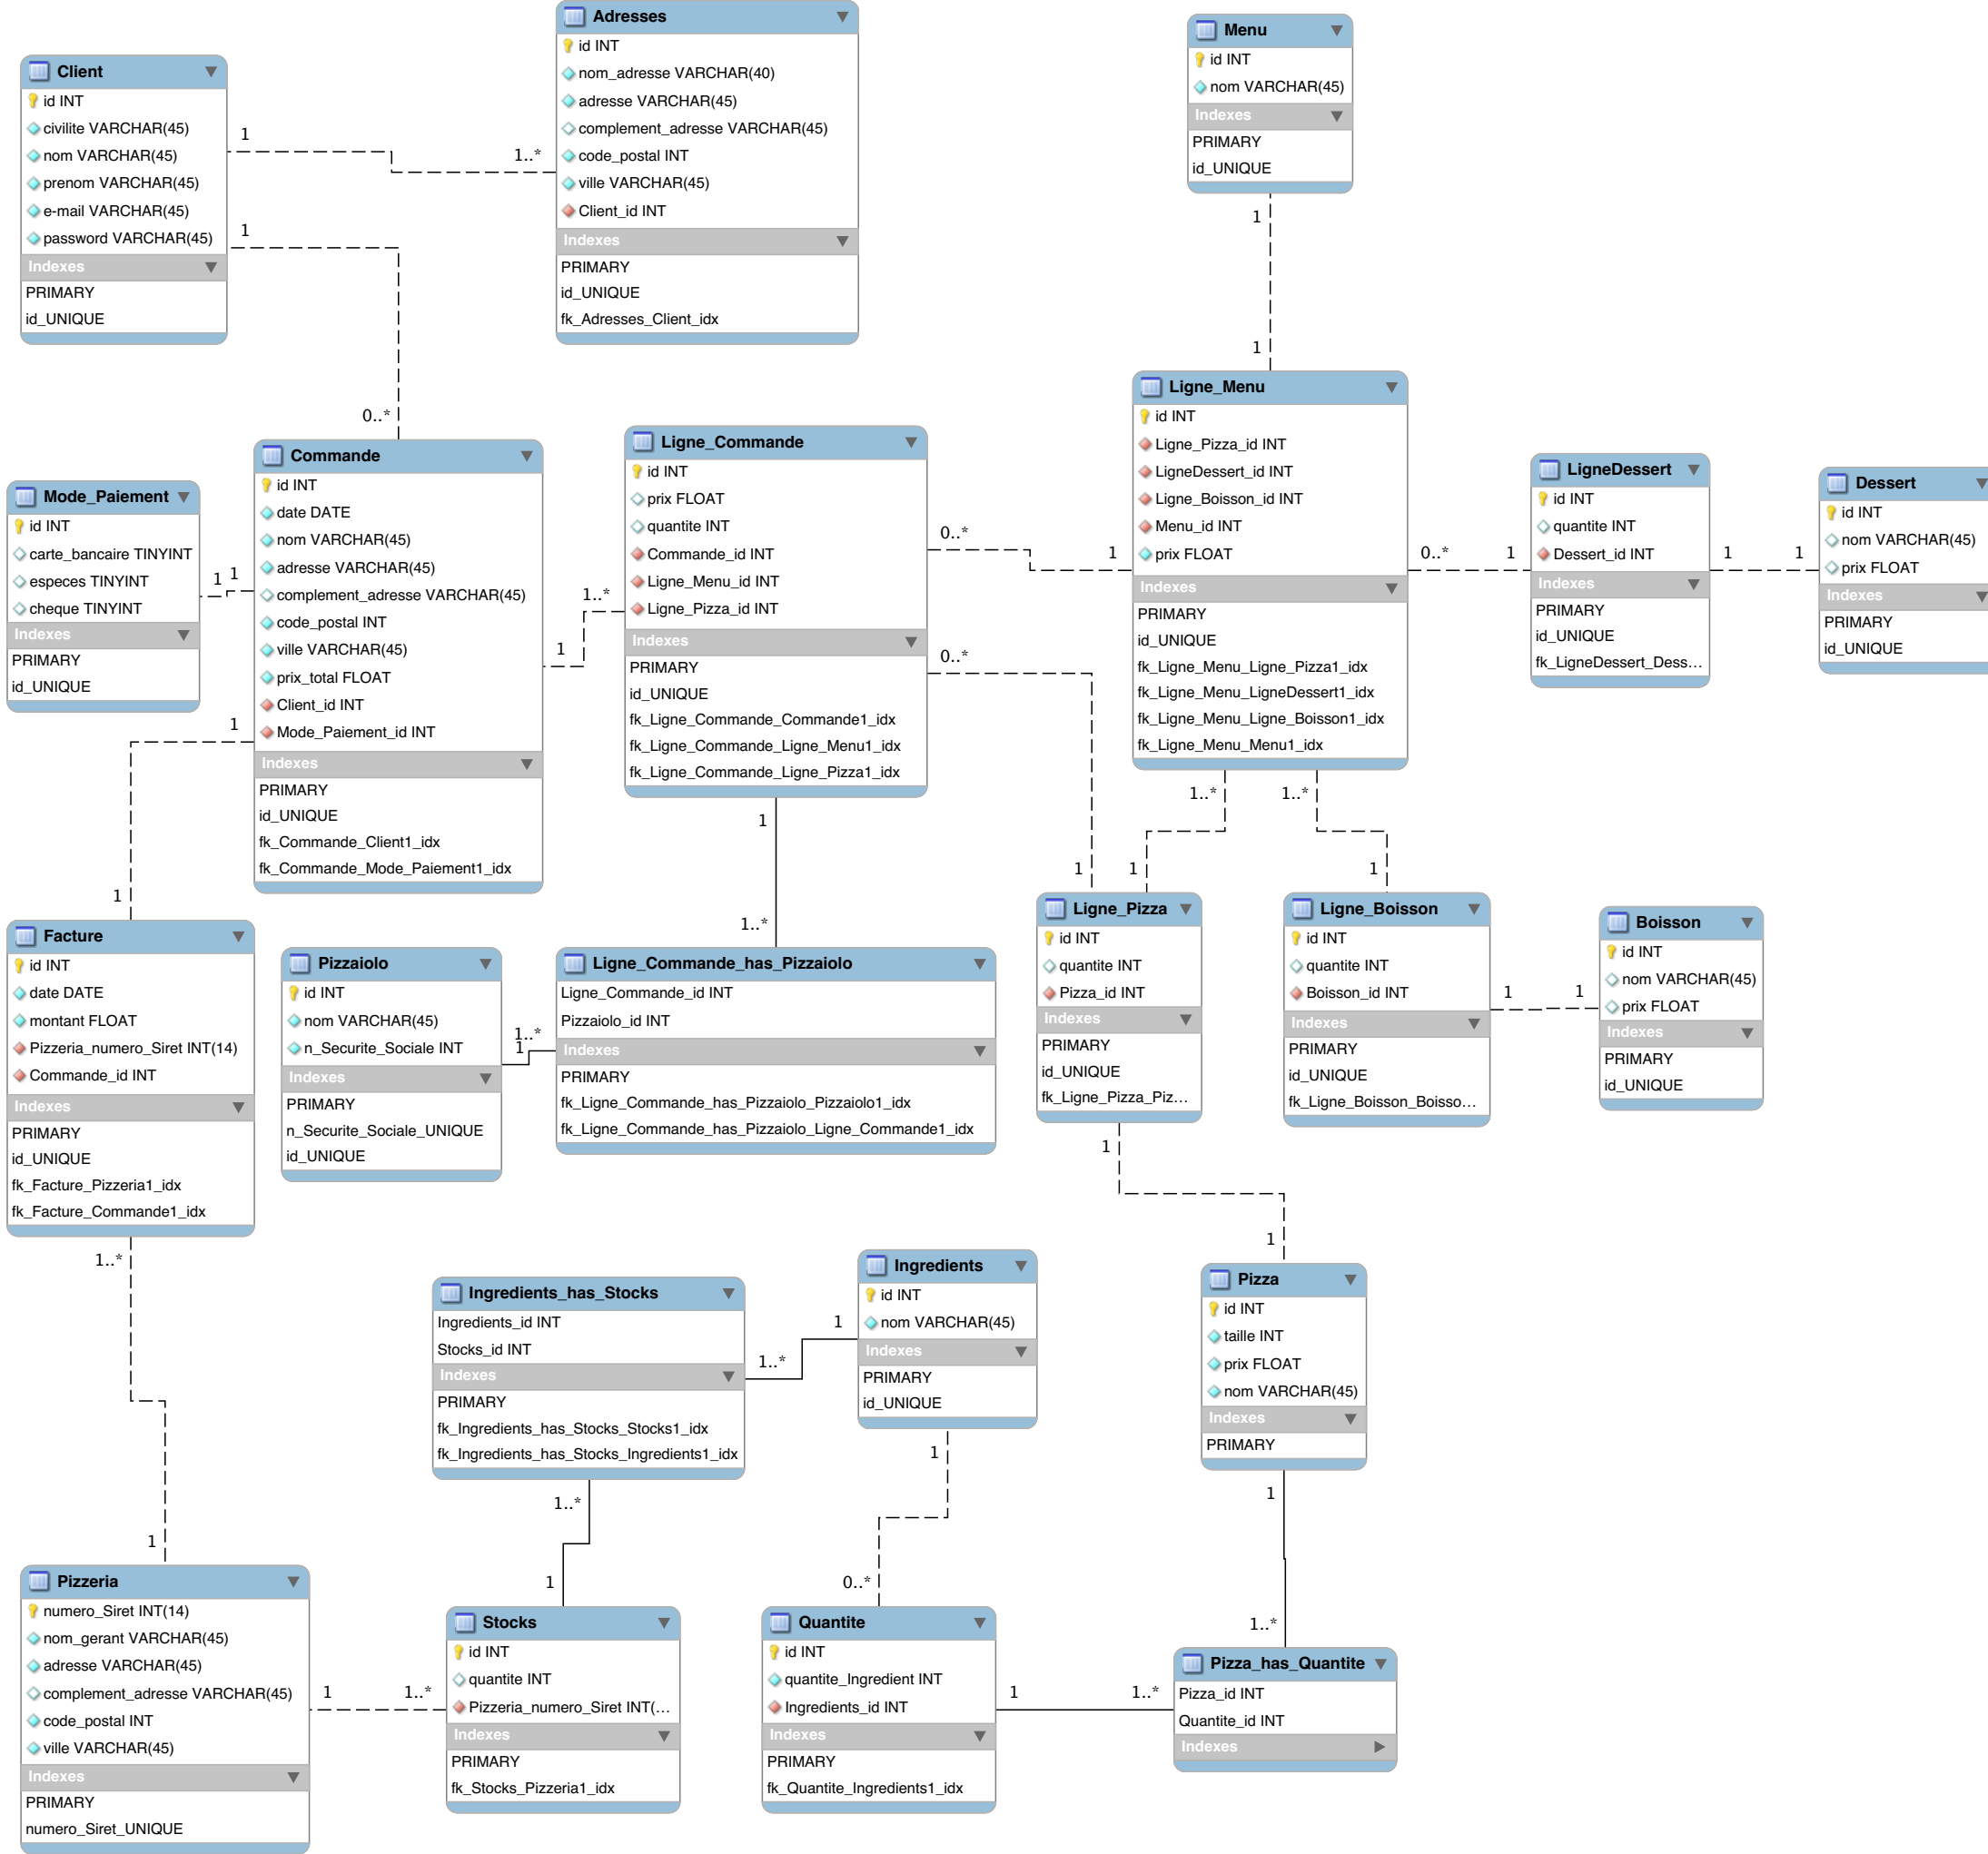 Adresses
id INT
nom_adresse VARCHAR(40)
adresse VARCHAR(45)
complement_adresse VARCHAR(45)
code_postal INT
ville VARCHAR(45)
Client_id INT
Indexes
PRIMARY
id_UNIQUE
fk_Adresses_Client_idx
Menu
id INT
nom VARCHAR(45)
Indexes
PRIMARY
id_UNIQUE
Client
id INT
civilite VARCHAR(45)
nom VARCHAR(45)
prenom VARCHAR(45)
e-mail VARCHAR(45)
password VARCHAR(45)
Indexes
PRIMARY
id_UNIQUE
1
1..*
1
0..*
1
1
Ligne_Menu
id INT
Ligne_Pizza_id INT
LigneDessert_id INT
Ligne_Boisson_id INT
Menu_id INT
prix FLOAT
Indexes
PRIMARY
id_UNIQUE
fk_Ligne_Menu_Ligne_Pizza1_idx
fk_Ligne_Menu_LigneDessert1_idx
fk_Ligne_Menu_Ligne_Boisson1_idx
fk_Ligne_Menu_Menu1_idx
Ligne_Commande
id INT
prix FLOAT
quantite INT
Commande_id INT
Ligne_Menu_id INT
Ligne_Pizza_id INT
Indexes
PRIMARY
id_UNIQUE
fk_Ligne_Commande_Commande1_idx
fk_Ligne_Commande_Ligne_Menu1_idx
fk_Ligne_Commande_Ligne_Pizza1_idx
Commande
id INT
date DATE
nom VARCHAR(45)
adresse VARCHAR(45)
complement_adresse VARCHAR(45)
code_postal INT
ville VARCHAR(45)
prix_total FLOAT
Client_id INT
Mode_Paiement_id INT
Indexes
PRIMARY
id_UNIQUE
fk_Commande_Client1_idx
fk_Commande_Mode_Paiement1_idx
LigneDessert
id INT
quantite INT
Dessert_id INT
Indexes
PRIMARY
id_UNIQUE
fk_LigneDessert_Dess...
Dessert
id INT
nom VARCHAR(45)
prix FLOAT
Indexes
PRIMARY
id_UNIQUE
Mode_Paiement
id INT
carte_bancaire TINYINT
especes TINYINT
cheque TINYINT
Indexes
PRIMARY
id_UNIQUE
1
1
1
1..*
0..*
1
0..*
0..*
1
1
1
1
1
1
1..*
1
1..*
1..*
1
1
1
Ligne_Pizza
id INT
quantite INT
Pizza_id INT
Indexes
PRIMARY
id_UNIQUE
fk_Ligne_Pizza_Piz...
Ligne_Boisson
id INT
quantite INT
Boisson_id INT
Indexes
PRIMARY
id_UNIQUE
fk_Ligne_Boisson_Boisso...
1
1
Boisson
id INT
nom VARCHAR(45)
prix FLOAT
Indexes
PRIMARY
id_UNIQUE
Facture
id INT
date DATE
montant FLOAT
Pizzeria_numero_Siret INT(14)
Commande_id INT
Indexes
PRIMARY
id_UNIQUE
fk_Facture_Pizzeria1_idx
fk_Facture_Commande1_idx
Pizzaiolo
id INT
nom VARCHAR(45)
n_Securite_Sociale INT
Indexes
PRIMARY
n_Securite_Sociale_UNIQUE
id_UNIQUE
1..*
1
Ligne_Commande_has_Pizzaiolo
Ligne_Commande_id INT
Pizzaiolo_id INT
Indexes
PRIMARY
fk_Ligne_Commande_has_Pizzaiolo_Pizzaiolo1_idx
fk_Ligne_Commande_has_Pizzaiolo_Ligne_Commande1_idx
1
1
1..*
Ingredients
id INT
nom VARCHAR(45)
Indexes
PRIMARY
id_UNIQUE
Pizza
id INT
taille INT
prix FLOAT
nom VARCHAR(45)
Indexes
PRIMARY
Ingredients_has_Stocks
Ingredients_id INT
Stocks_id INT
Indexes
PRIMARY
fk_Ingredients_has_Stocks_Stocks1_idx
fk_Ingredients_has_Stocks_Ingredients1_idx
1
1..*
1
1
1..*
1
1
0..*
1..*
Pizzeria
numero_Siret INT(14)
nom_gerant VARCHAR(45)
adresse VARCHAR(45)
complement_adresse VARCHAR(45)
code_postal INT
ville VARCHAR(45)
Indexes
PRIMARY
numero_Siret_UNIQUE
1
1..*
Stocks
id INT
quantite INT
Pizzeria_numero_Siret INT(...
Indexes
PRIMARY
fk_Stocks_Pizzeria1_idx
Quantite
id INT
quantite_Ingredient INT
Ingredients_id INT
Indexes
PRIMARY
fk_Quantite_Ingredients1_idx
1
1..*
Pizza_has_Quantite
Pizza_id INT
Quantite_id INT
Indexes